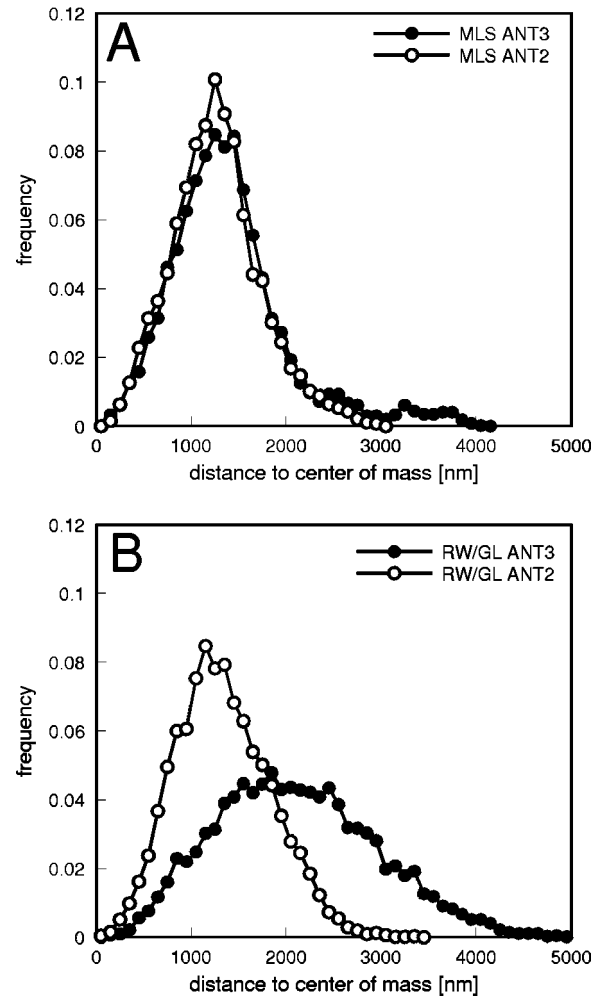 A
MLS ANT3
MLS ANT2
0.12
0.1
0.08
0.06
0.04
0.02
0
frequency
0 1000 2000 3000 4000 5000
distance to center of mass [nm]
B
RW/GL ANT3
RW/GL ANT2
0.12
0.1
0.08
0.06
0.04
0.02
0
frequency
0 1000 2000 3000 4000 5000
distance to center of mass [nm]